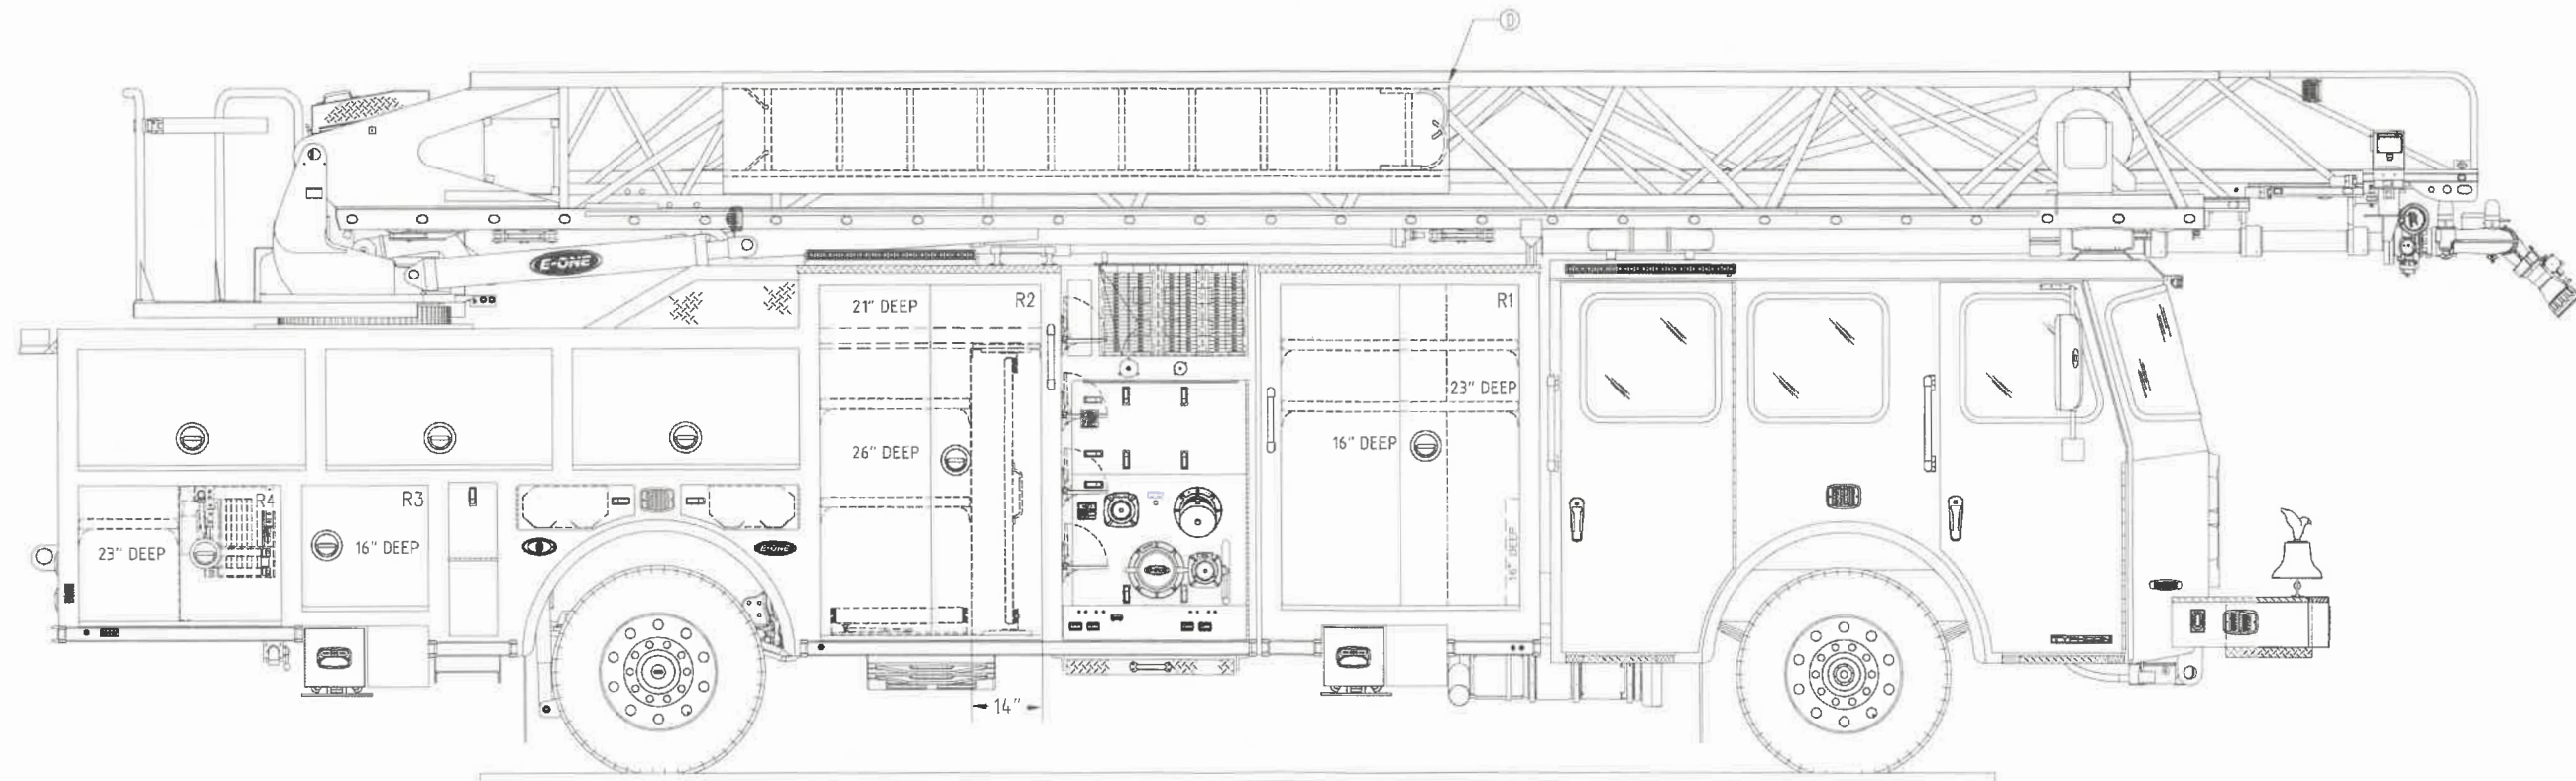 D
R
E-ONE
21" DEEP
R2
R1
23" DEEP
26" DEEP
16" DEEP
R4
R3
23" DEEP
16" DEEP
16" DEEP
E-ONE
E-ONE
14"